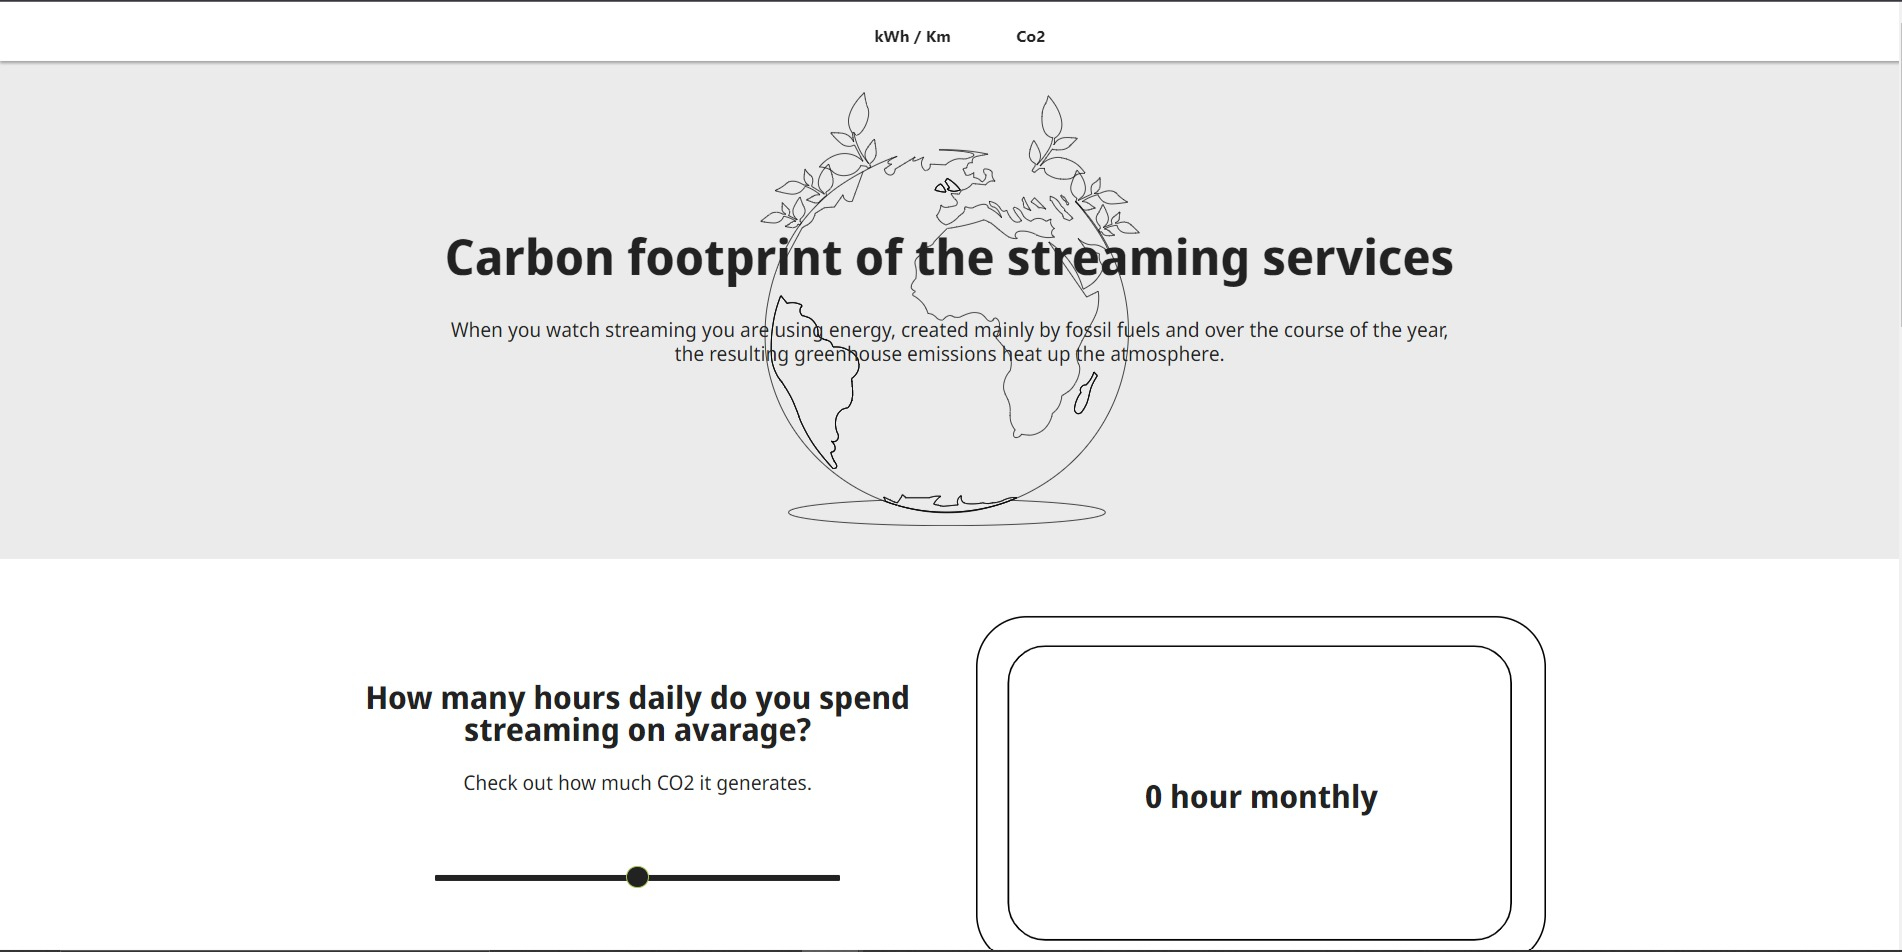 kWh / Km Co2
Carbon footprint of the streaming services
When you watch streaming you are using energy, created mainly by fossil fuels and over the course of the year,
the resulting greenhouse emissions heat up the atmosphere.
How many hours daily do you spend
streaming on avarage?
Check out how much CO2 it generates.
0 hour monthly